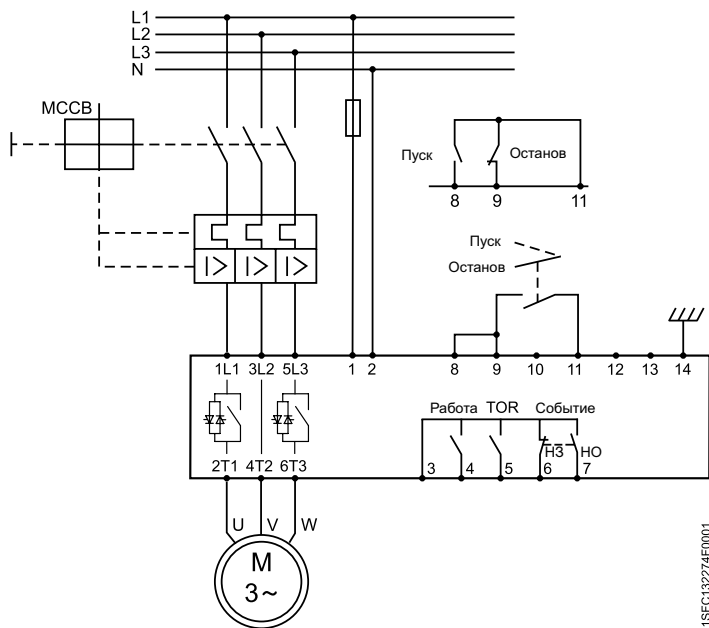 L1
L2
L3
N
MCCB
Пуск
Останов
8 9 11
Пуск
Останов
1L1 3L2 5L3 1 2 8 9 10 11 12 13 14
Работа TOR Событие
НЗ НО
2T1 4T2 6T3 3 4 5 6 7
U V W
M
3~
I> I> I>
1SFC132274F0001